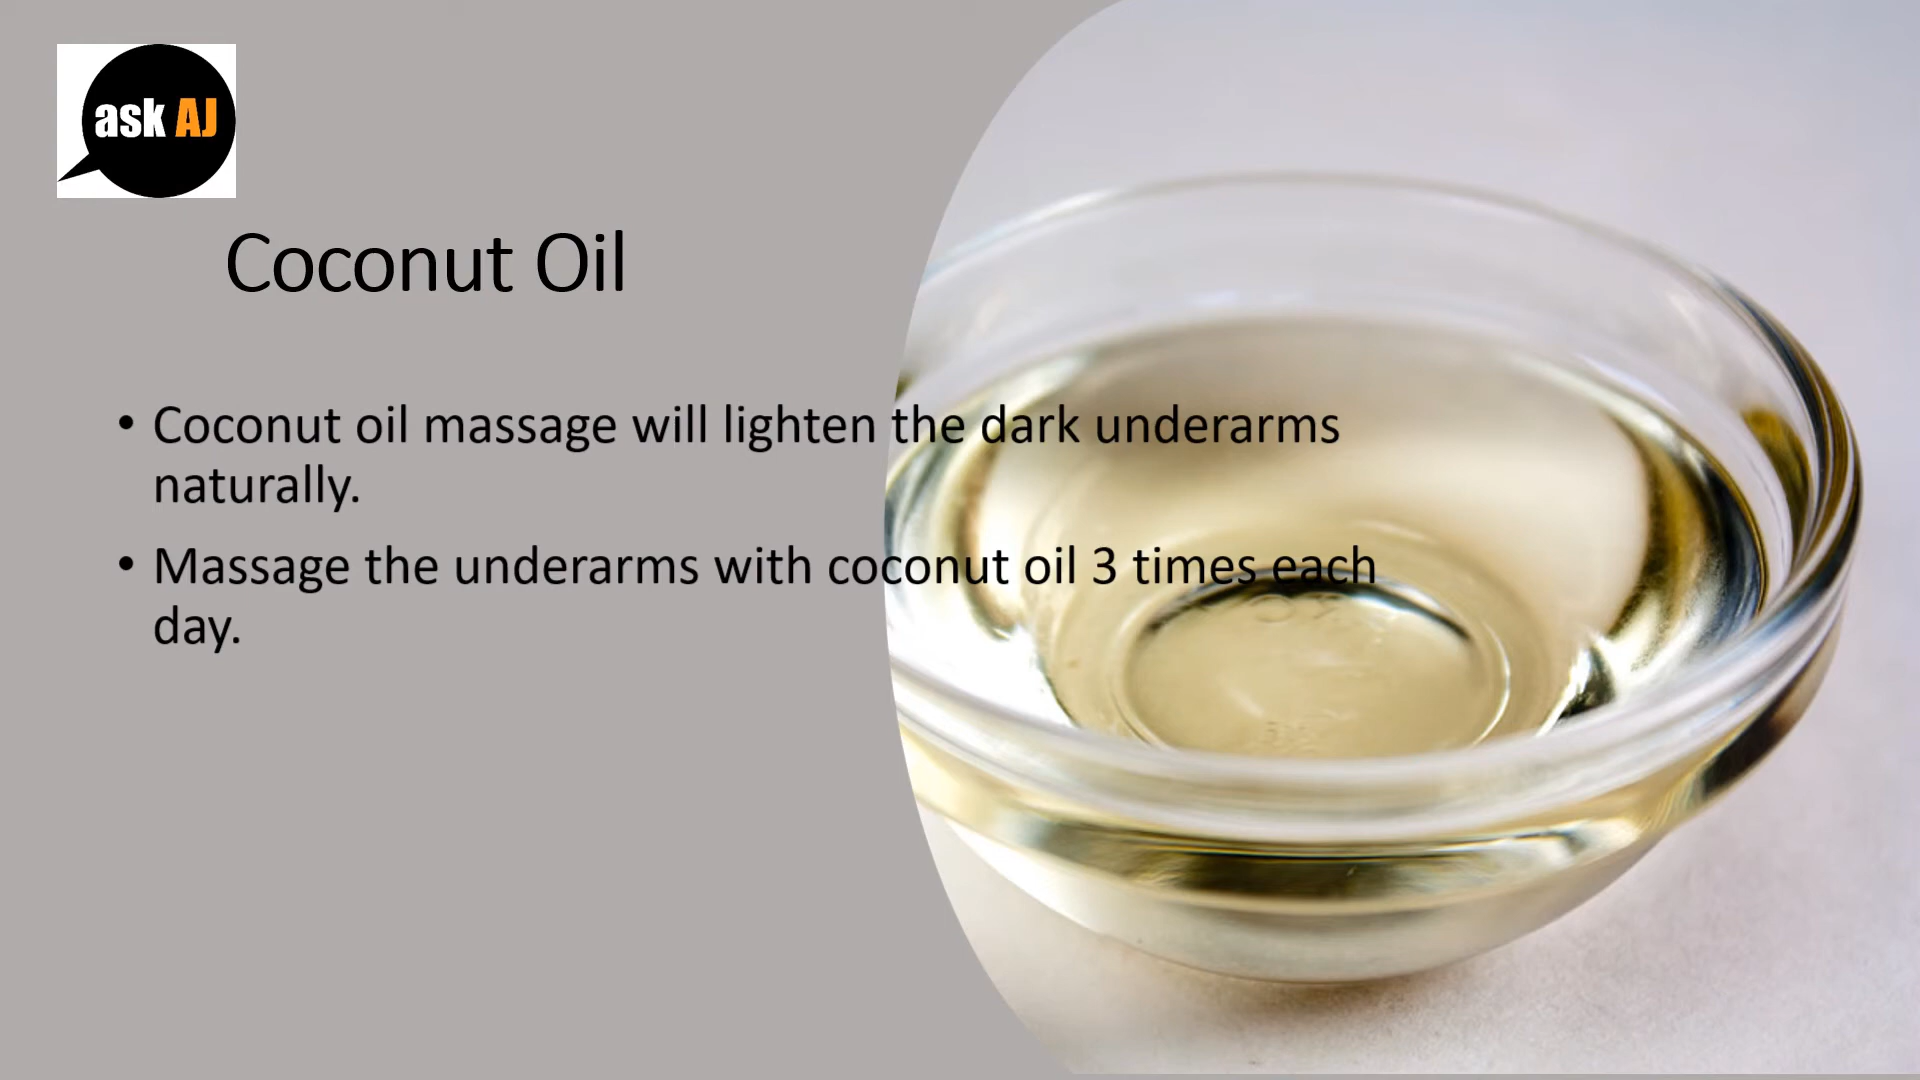 ask AJ
Coconut Oil
• Coconut oil massage will lighten the dark underarms
naturally.
• Massage the underarms with coconut oil 3 times each
day.